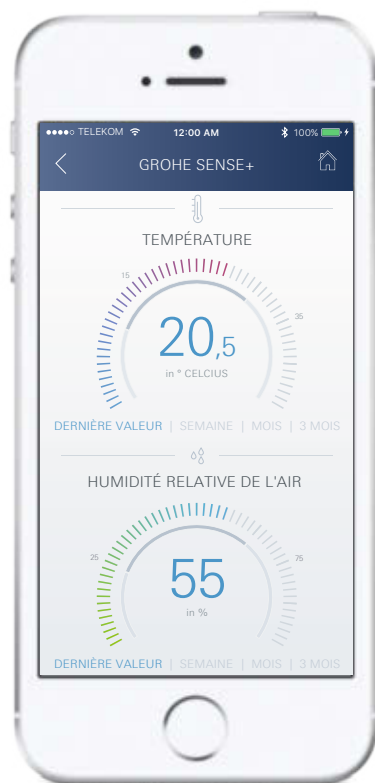 TELEKOM 12:00 AM 100%
GROHE SENSE+
TEMPÉRATURE
15
35
20,5
in ° CELCIUS
DERNIÈRE VALEUR | SEMAINE | MOIS | 3 MOIS
HUMIDITÉ RELATIVE DE L'AIR
25
75
55
in %
DERNIÈRE VALEUR | SEMAINE | MOIS | 3 MOIS